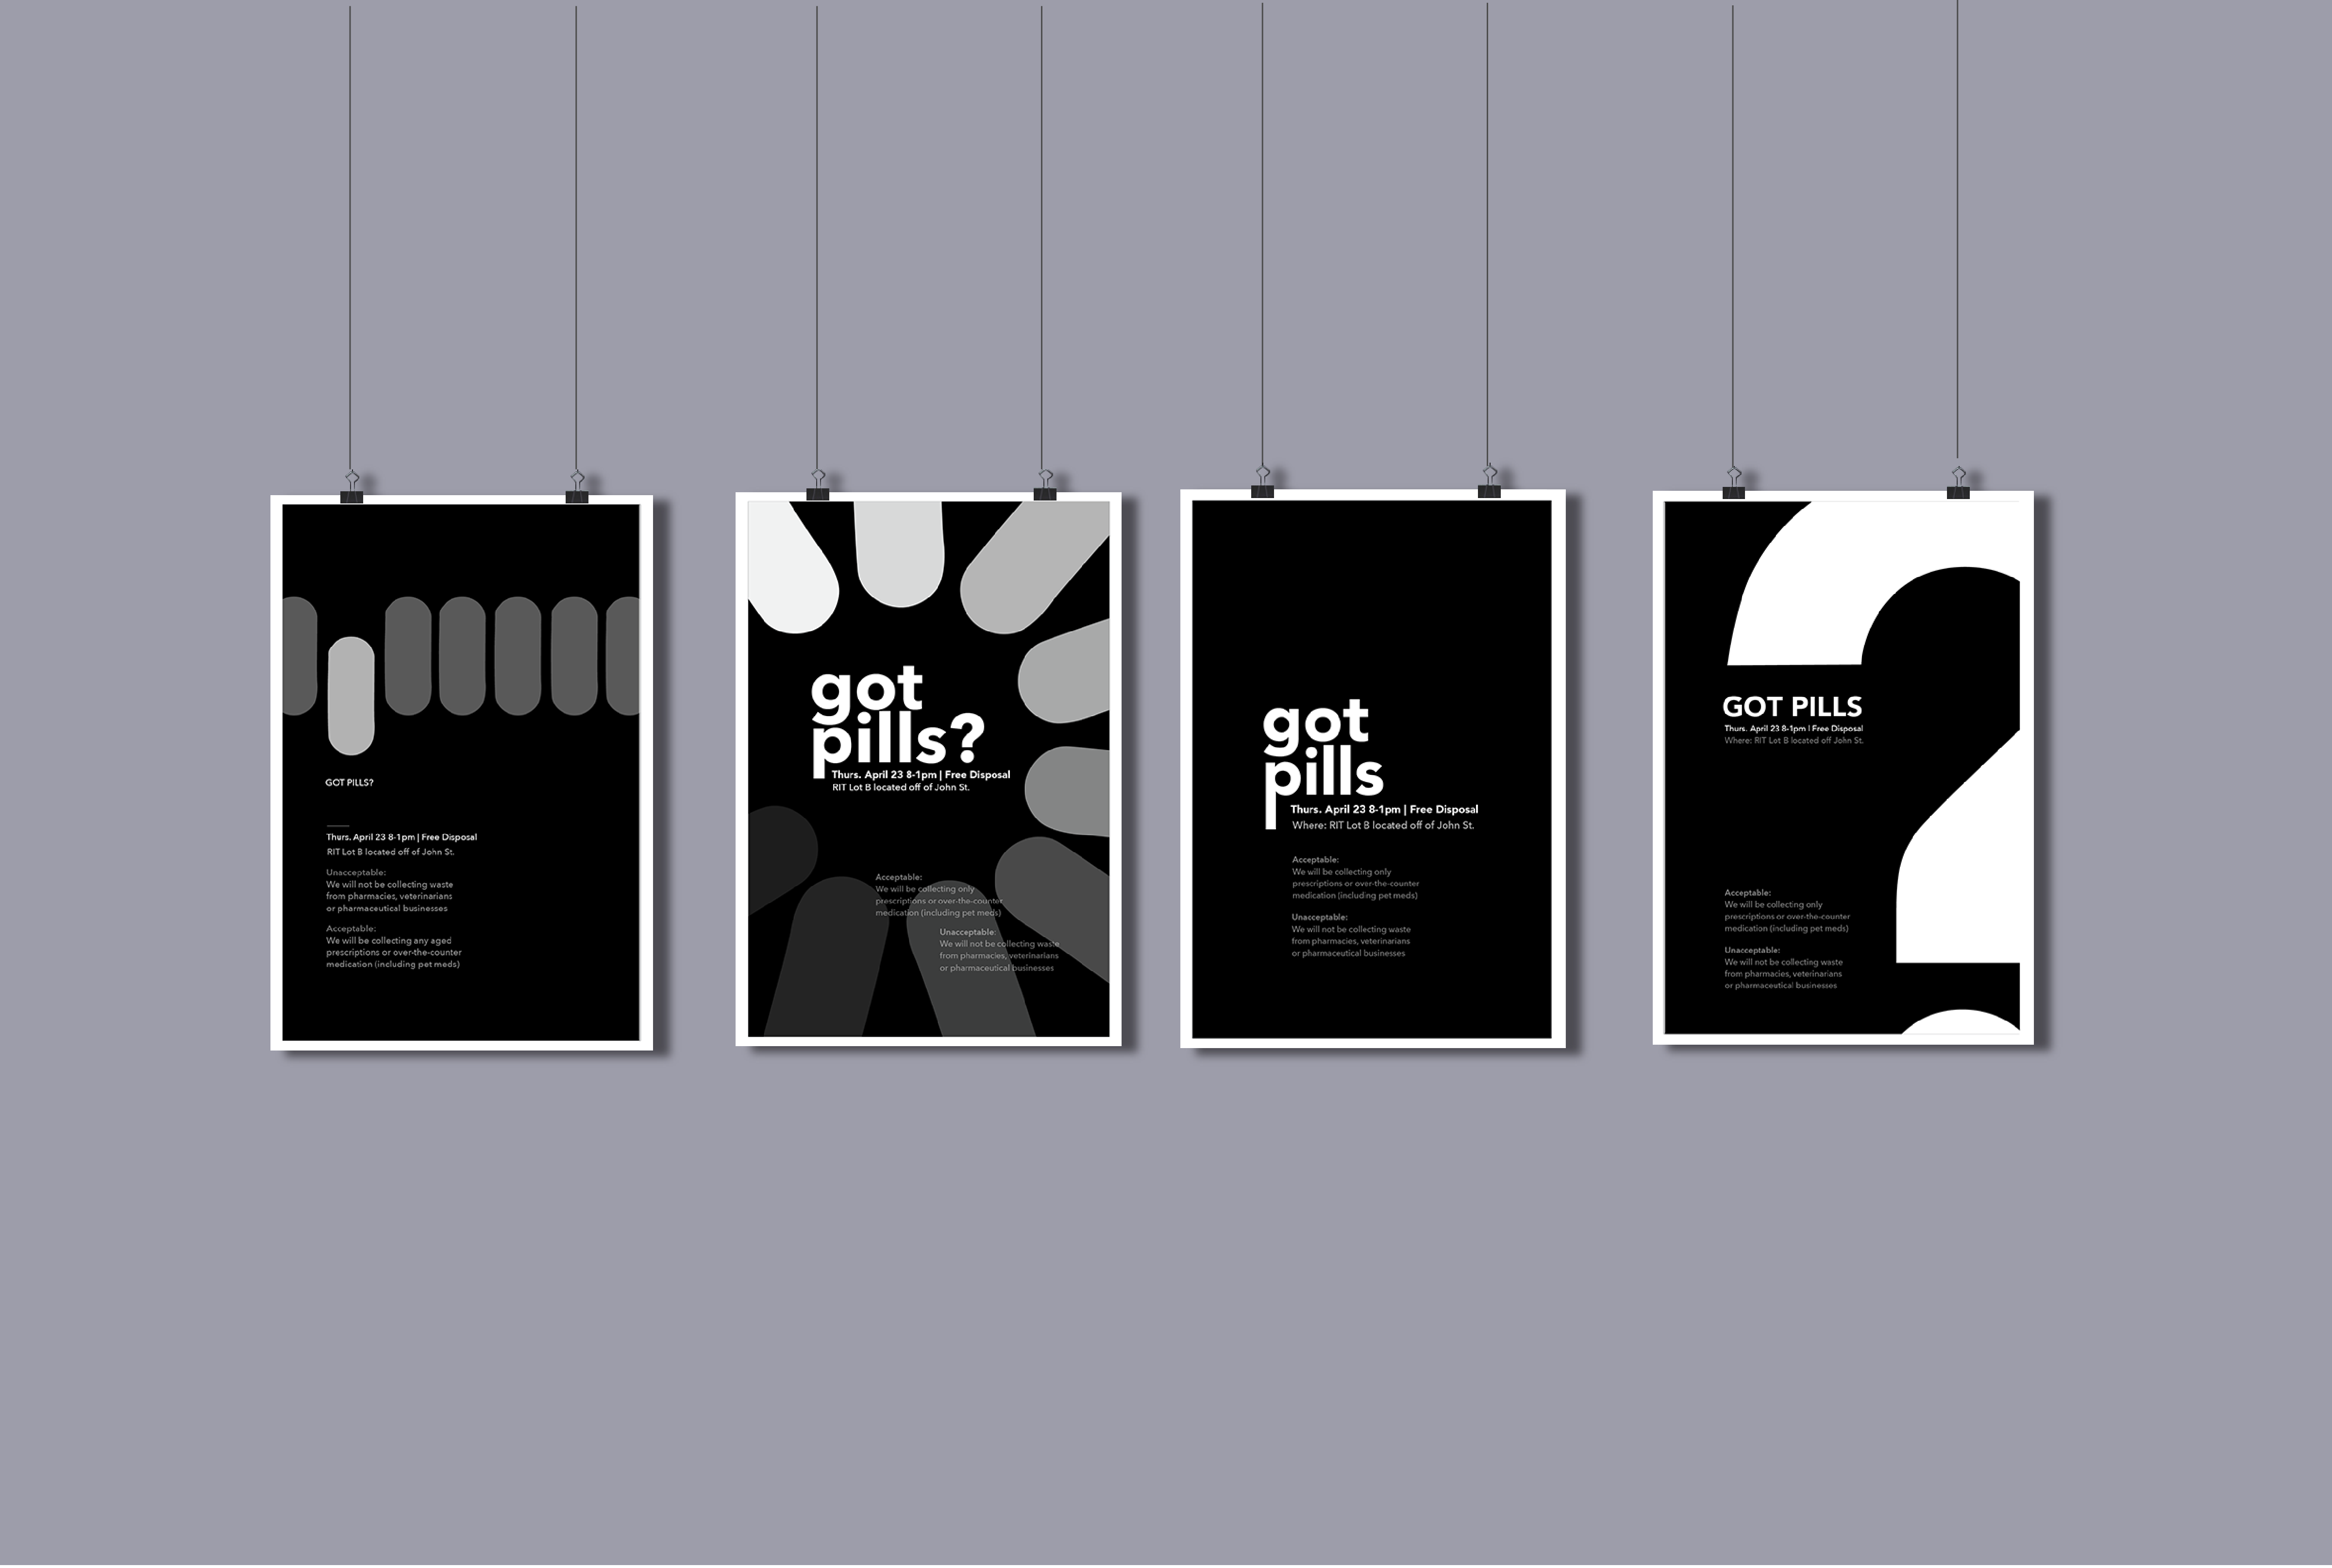 GOT PILLS?
Thurs. April 23 8-1pm | Free Disposal
RIT Lot B located off of John St.
Unacceptable:
We will not be collecting waste
from pharmacies, veterinarians
or pharmaceutical businesses
Acceptable:
We will be collecting any aged
prescriptions or over-the-counter
medication (including pet meds)
got
pills?
Thurs. April 23 8-1pm | Free Disposal
RIT Lot B located off of John St.
Acceptable:
We will be collecting only
prescriptions or over-the-counter
medication (including pet meds)
Unacceptable:
We will not be collecting waste
from pharmacies, veterinarians
or pharmaceutical businesses
got
pills
Thurs. April 23 8-1pm | Free Disposal
Where: RIT Lot B located off of John St.
Acceptable:
We will be collecting only
prescriptions or over-the-counter
medication (including pet meds)
Unacceptable:
We will not be collecting waste
from pharmacies, veterinarians
or pharmaceutical businesses
?
GOT PILLS
Thurs. April 23 8-1pm | Free Disposal
Where: RIT Lot B located off John St.
Acceptable:
We will be collecting only
prescriptions or over-the-counter
medication (including pet meds)
Unacceptable:
We will not be collecting waste
from pharmacies, veterinarians
or pharmaceutical businesses